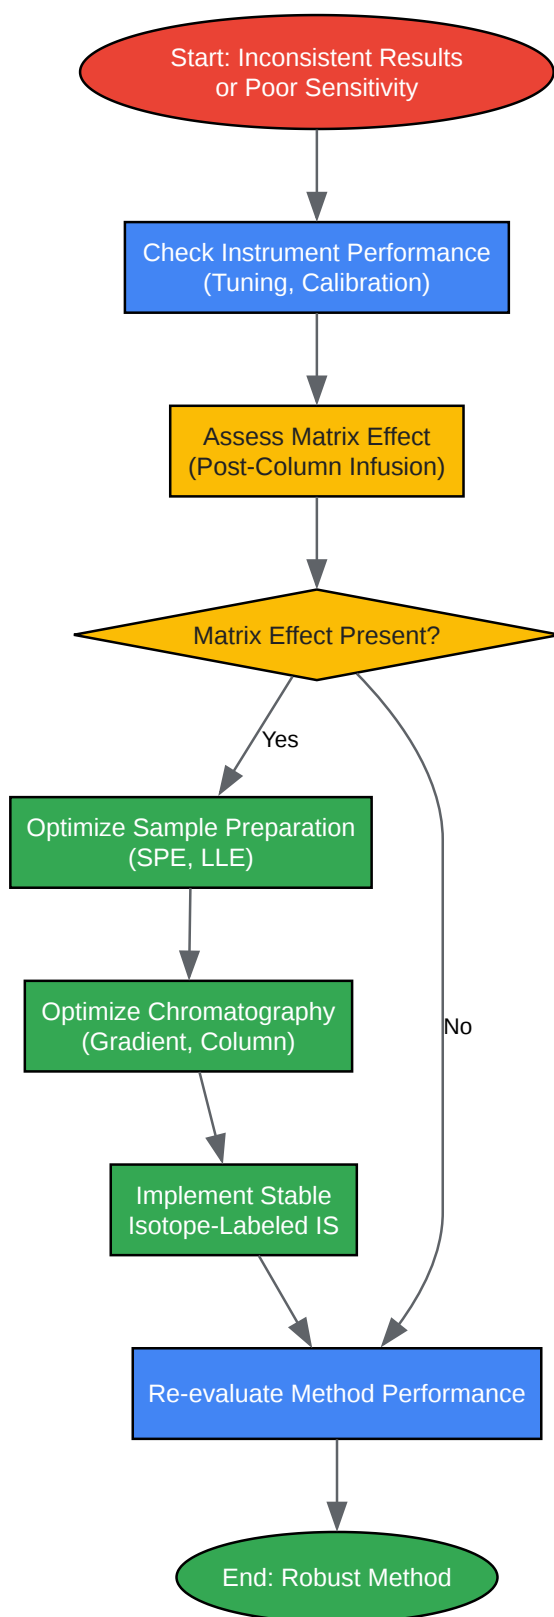 Start: Inconsistent Results
or Poor Sensitivity
Check Instrument Performance
(Tuning, Calibration)
Assess Matrix Effect
(Post-Column Infusion)
Matrix Effect Present?
Yes
Optimize Sample Preparation
(SPE, LLE)
Optimize Chromatography
(Gradient, Column)
No
Implement Stable
Isotope-Labeled IS
Re-evaluate Method Performance
End: Robust Method